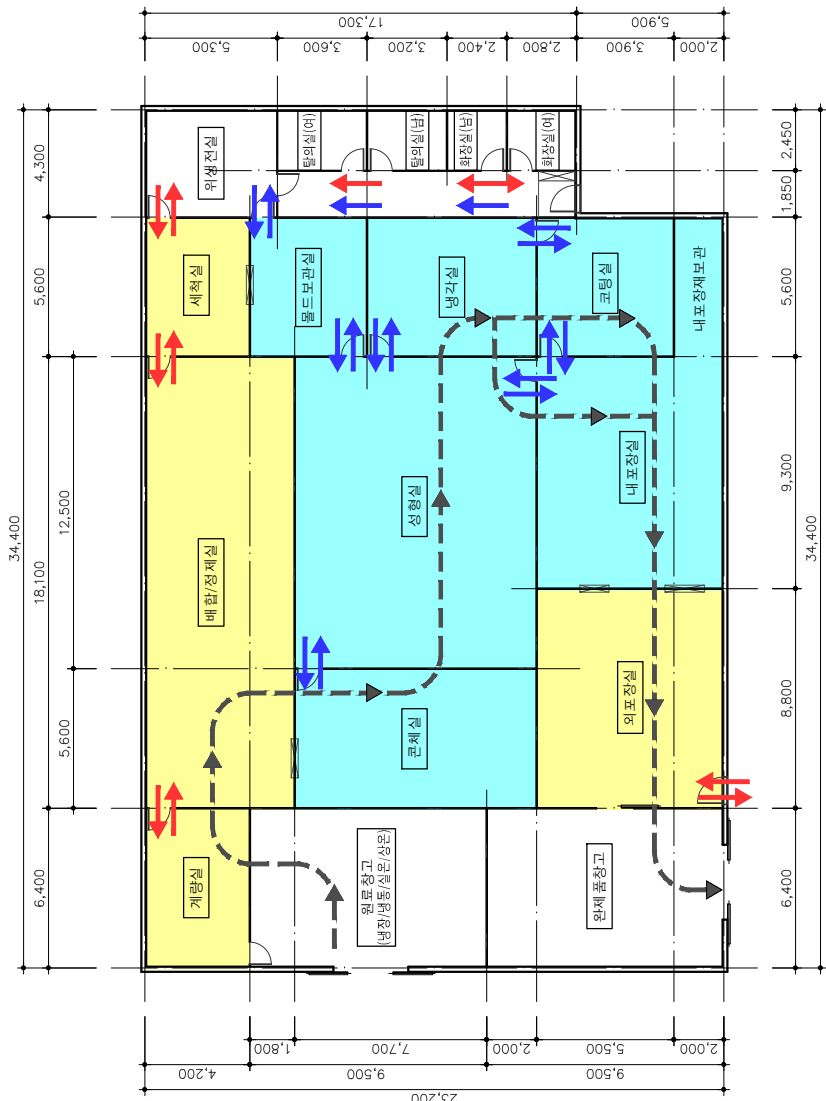 17,300
5,900
5,300
3,600
3,200
2,400
2,800
3,900
2,000
위생전실
탈의실(여)
탈의실(남)
화장실(남)
화장실(여)
4,300
2,450
1,850
세척실
몰드보관실
냉각실
코팅실
내포장재보관
5,600
5,600
배합/정제실
성형실
내포장실
12,500
9,300
34,400
18,100
34,400
콘체실
외포장실
5,600
8,800
계량실
원료창고
(냉장/냉동/실온/상온)
완제품창고
6,400
6,400
1,800
7,700
2,000
5,500
2,000
4,200
9,500
9,500
23,200